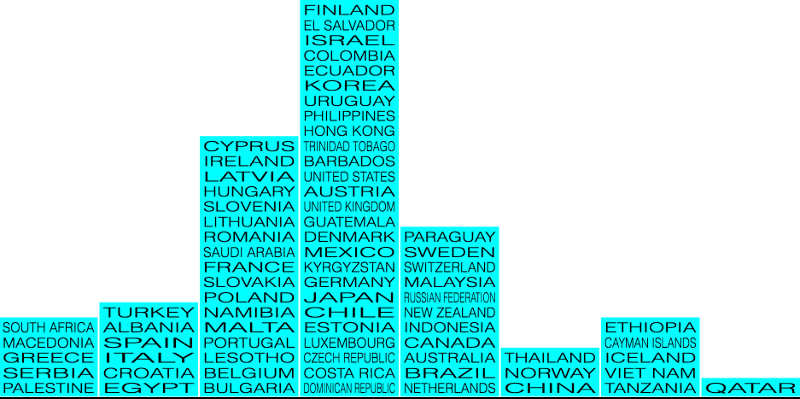 SOUTH AFRICA
MACEDONIA
GREECE
SERBIA
PALESTINE
TURKEY
ALBANIA
SPAIN
ITALY
CROATIA
EGYPT
CYPRUS
IRELAND
LATVIA
HUNGARY
SLOVENIA
LITHUANIA
ROMANIA
SAUDI ARABIA
FRANCE
SLOVAKIA
POLAND
NAMIBIA
MALTA
PORTUGAL
LESOTHO
BELGIUM
BULGARIA
FINLAND
EL SALVADOR
ISRAEL
COLOMBIA
ECUADOR
KOREA
URUGUAY
PHILIPPINES
HONG KONG
TRINIDAD TOBAGO
BARBADOS
UNITED STATES
AUSTRIA
UNITED KINGDOM
GUATEMALA
DENMARK
MEXICO
KYRGYZSTAN
GERMANY
JAPAN
CHILE
ESTONIA
LUXEMBOURG
CZECH REPUBLIC
COSTA RICA
DOMINICAN REPUBLIC
PARAGUAY
SWEDEN
SWITZERLAND
MALAYSIA
RUSSIAN FEDERATION
NEW ZEALAND
INDONESIA
CANADA
AUSTRALIA
BRAZIL
NETHERLANDS
THAILAND
NORWAY
CHINA
ETHIOPIA
CAYMAN ISLANDS
ICELAND
VIET NAM
TANZANIA
QATAR